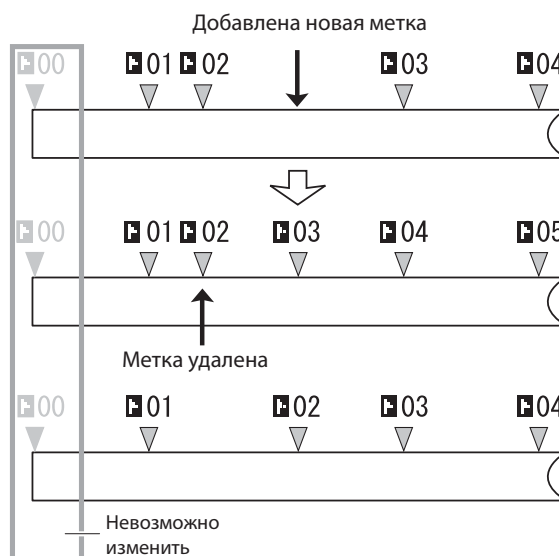 Добавлена новая метка
00 01 02 03 04
00 01 02 03 04 05
Метка удалена
00 01 02 03 04
Невозможно
изменить